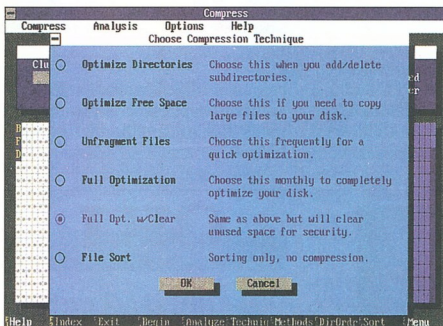 Compress
Compress Analysis Options Help
Choose Compression Technique
Clu
Optimize Directories Choose this when you add/delete
subdirectories.
Optimize Free Space Choose this if you need to copy
large files to your disk.
Unfragment Files Choose this frequently for a
quick optimization.
Full Optimization Choose this monthly to completely
optimize your disk.
Full Opt. w/Clear Same as above but will clear
unused space for security.
File Sort Sorting only, no compression.
OK Cancel
Help Index Exit Begin Analyze Techniq Methods DirOrdr Sort Menu